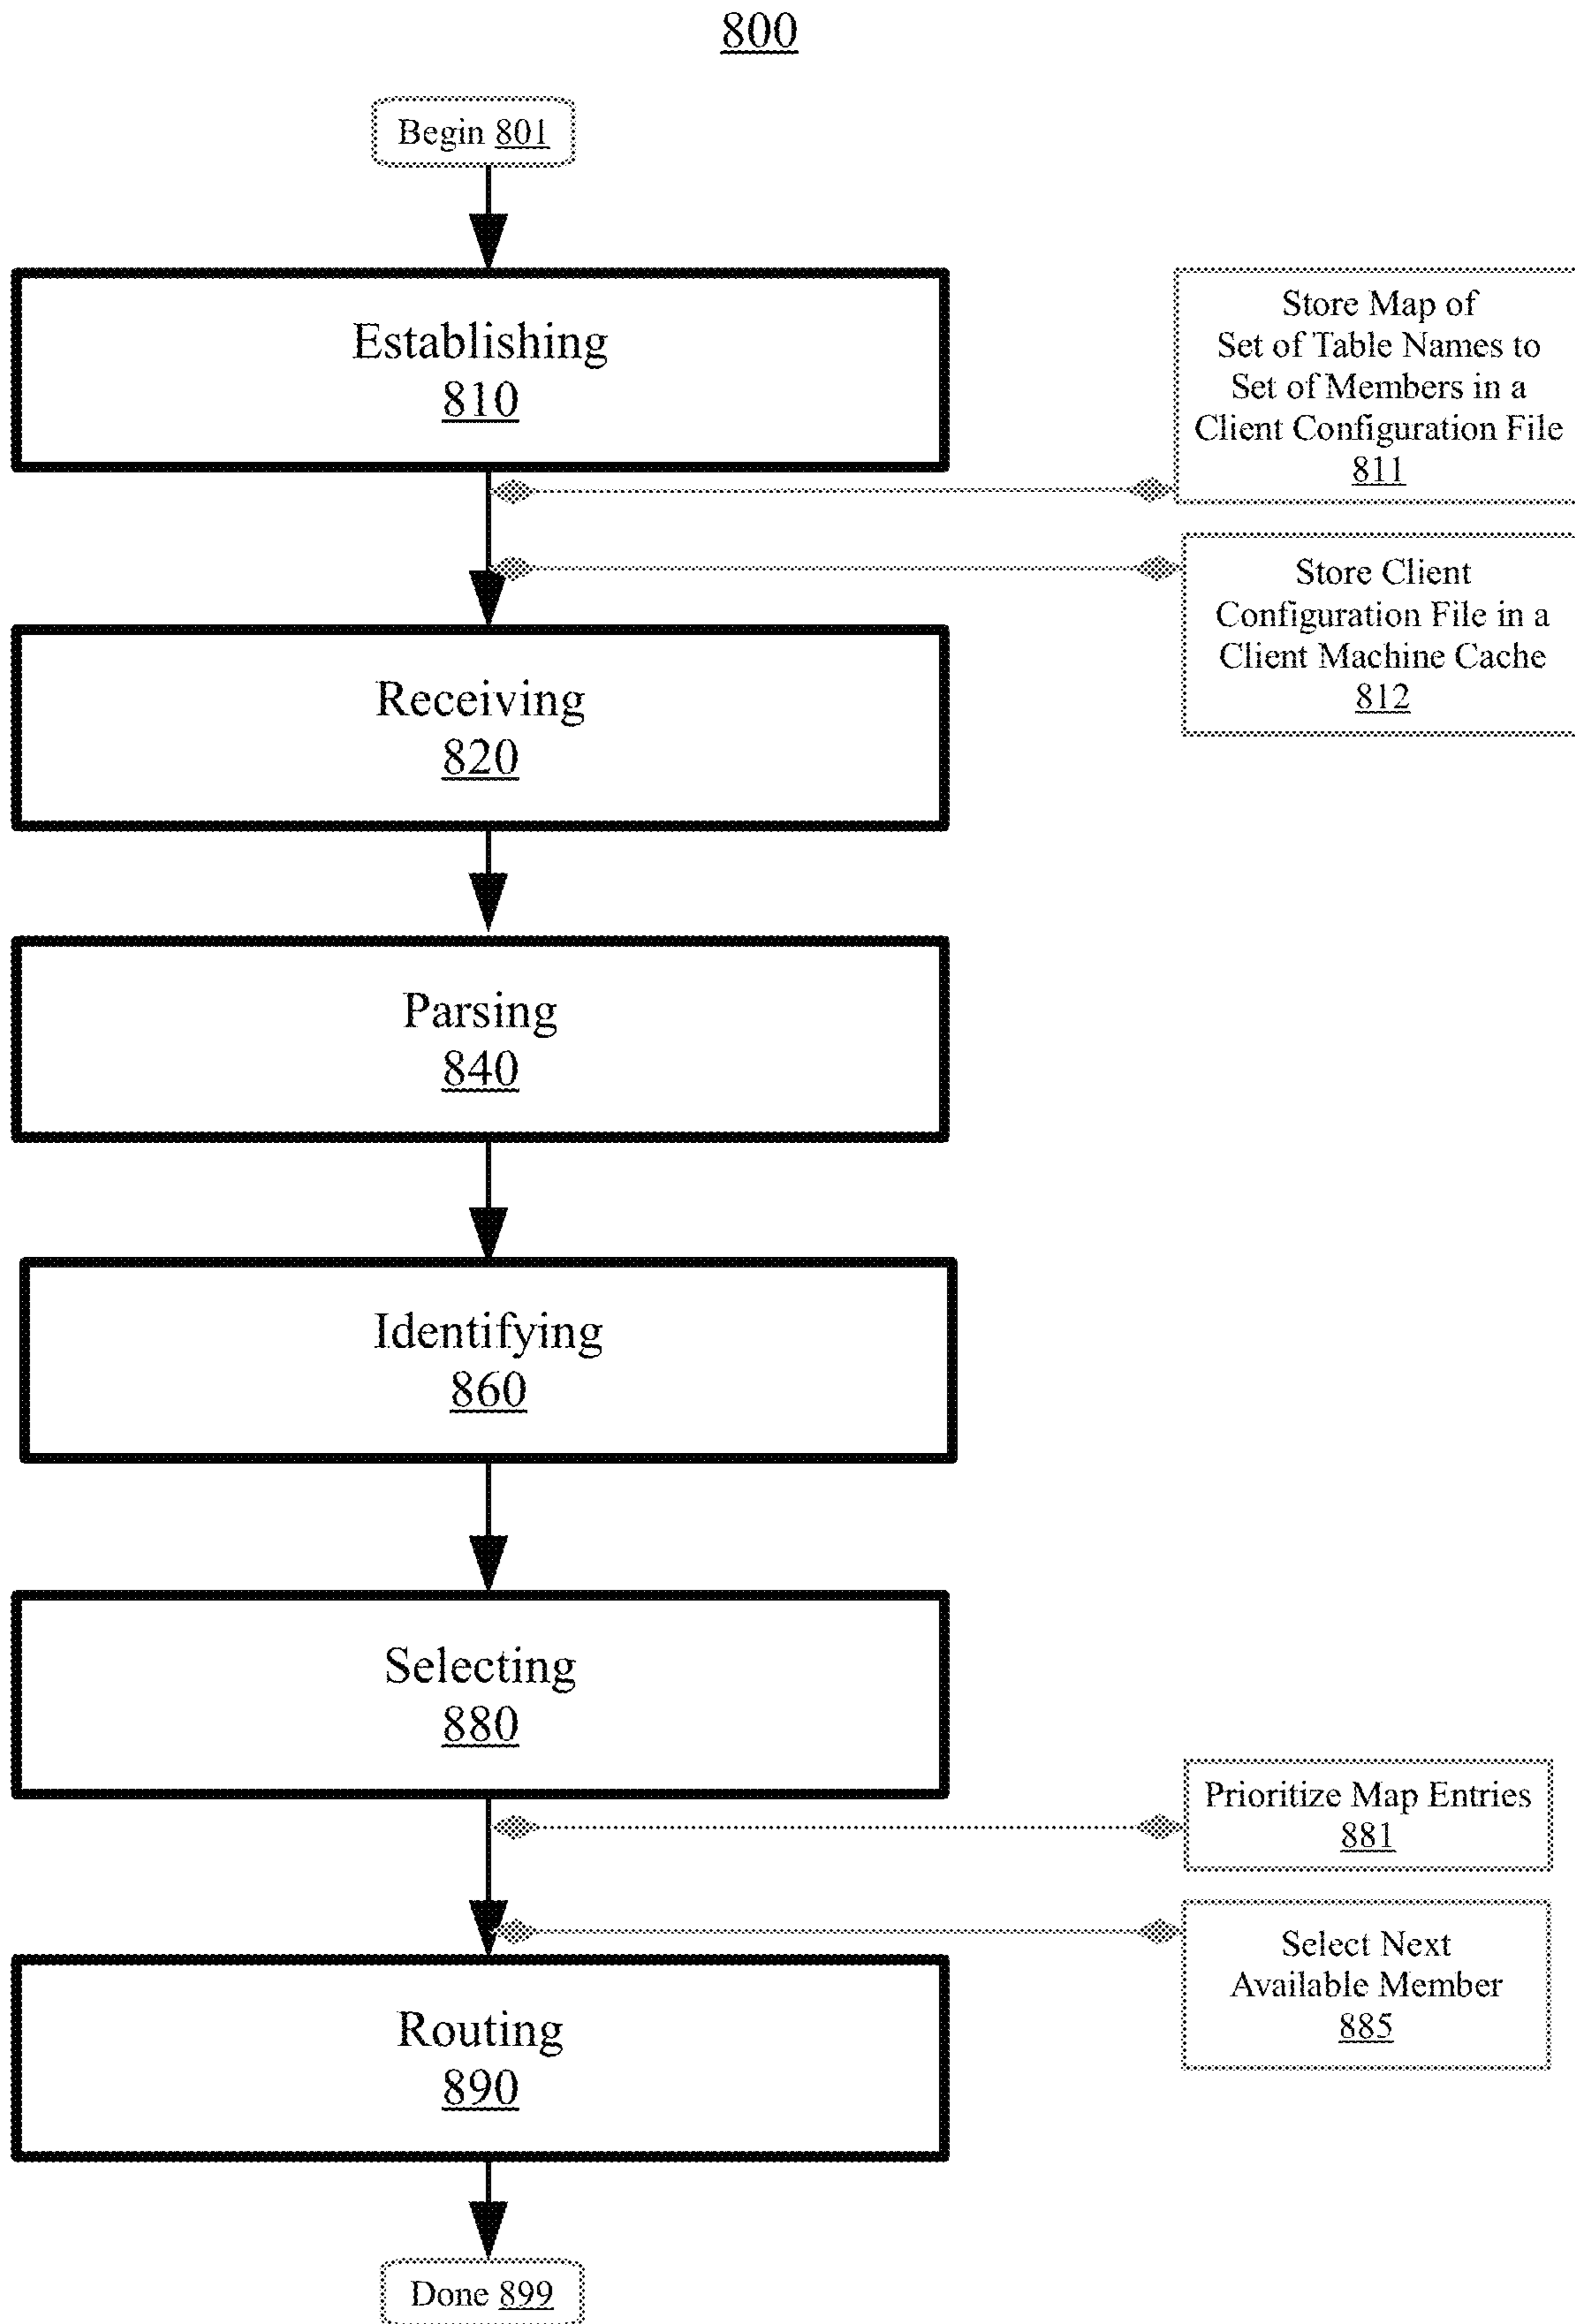 800
Begin 801
Establishing
810
Store Map of
Set of Table Names to
Set of Members in a
Client Configuration File
811
Store Client
Configuration File in a
Client Machine Cache
812
Receiving
820
Parsing
840
Identifying
860
Selecting
880
Prioritize Map Entries
881
Select Next
Available Member
885
Routing
890
Done 899